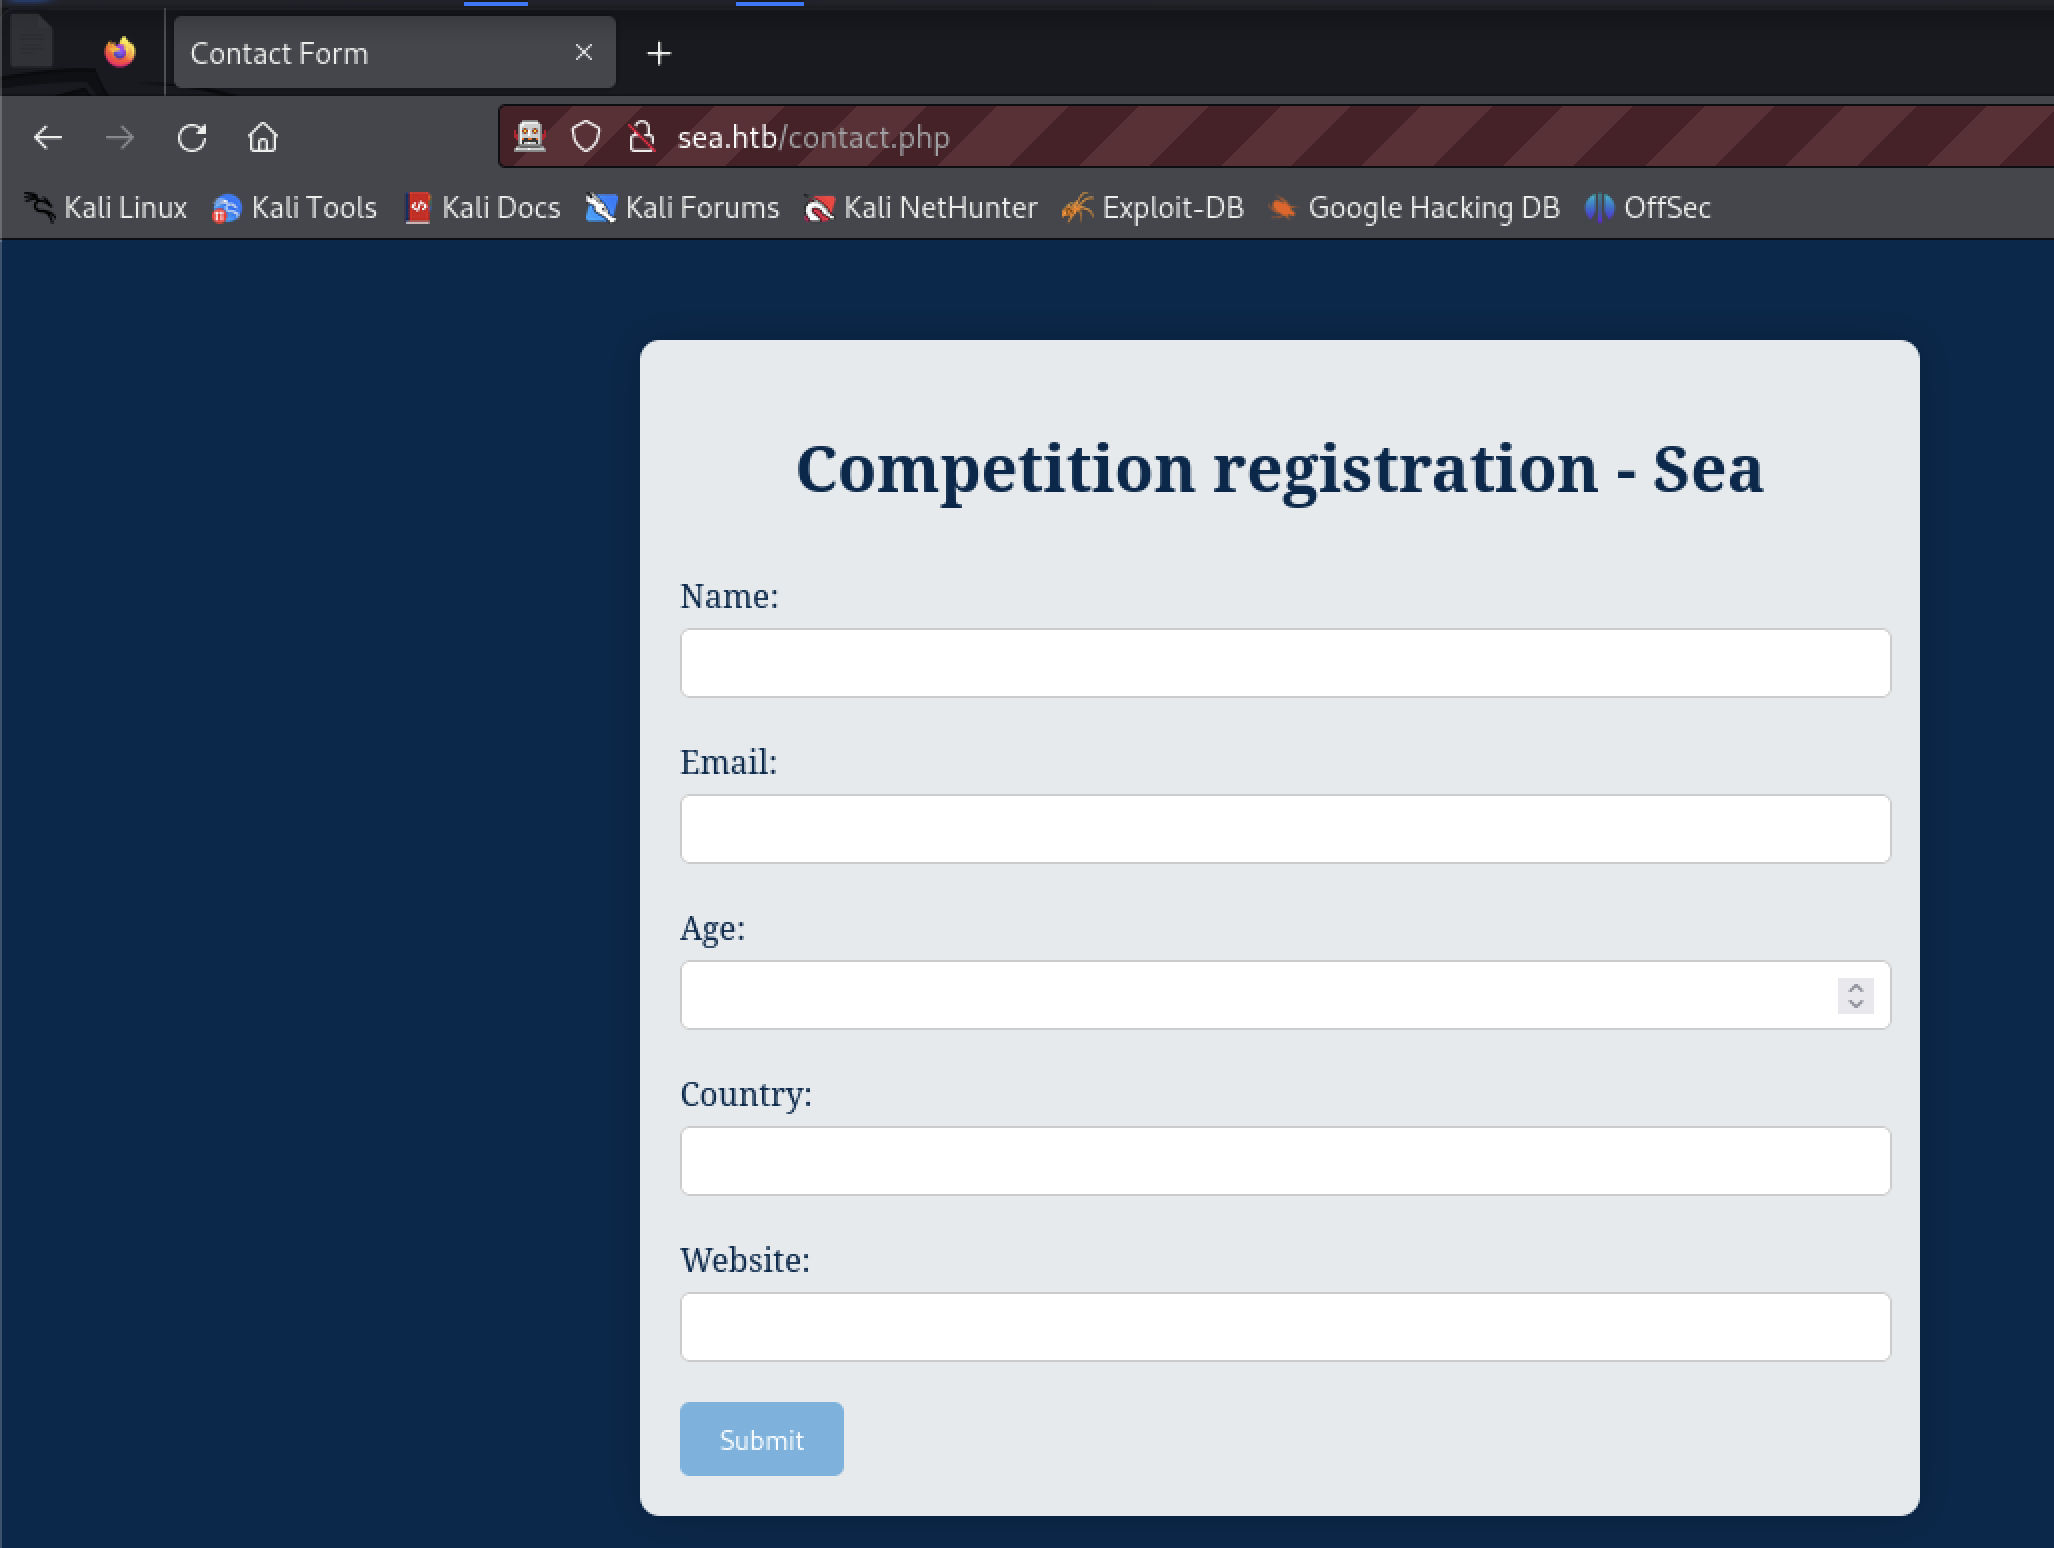 Contact Form
sea.htb/contact.php
Kali Linux Kali Tools Kali Docs Kali Forums Kali NetHunter Exploit-DB Google Hacking DB OffSec
Competition registration - Sea
Name:
Email:
Age:
Country:
Website:
Submit